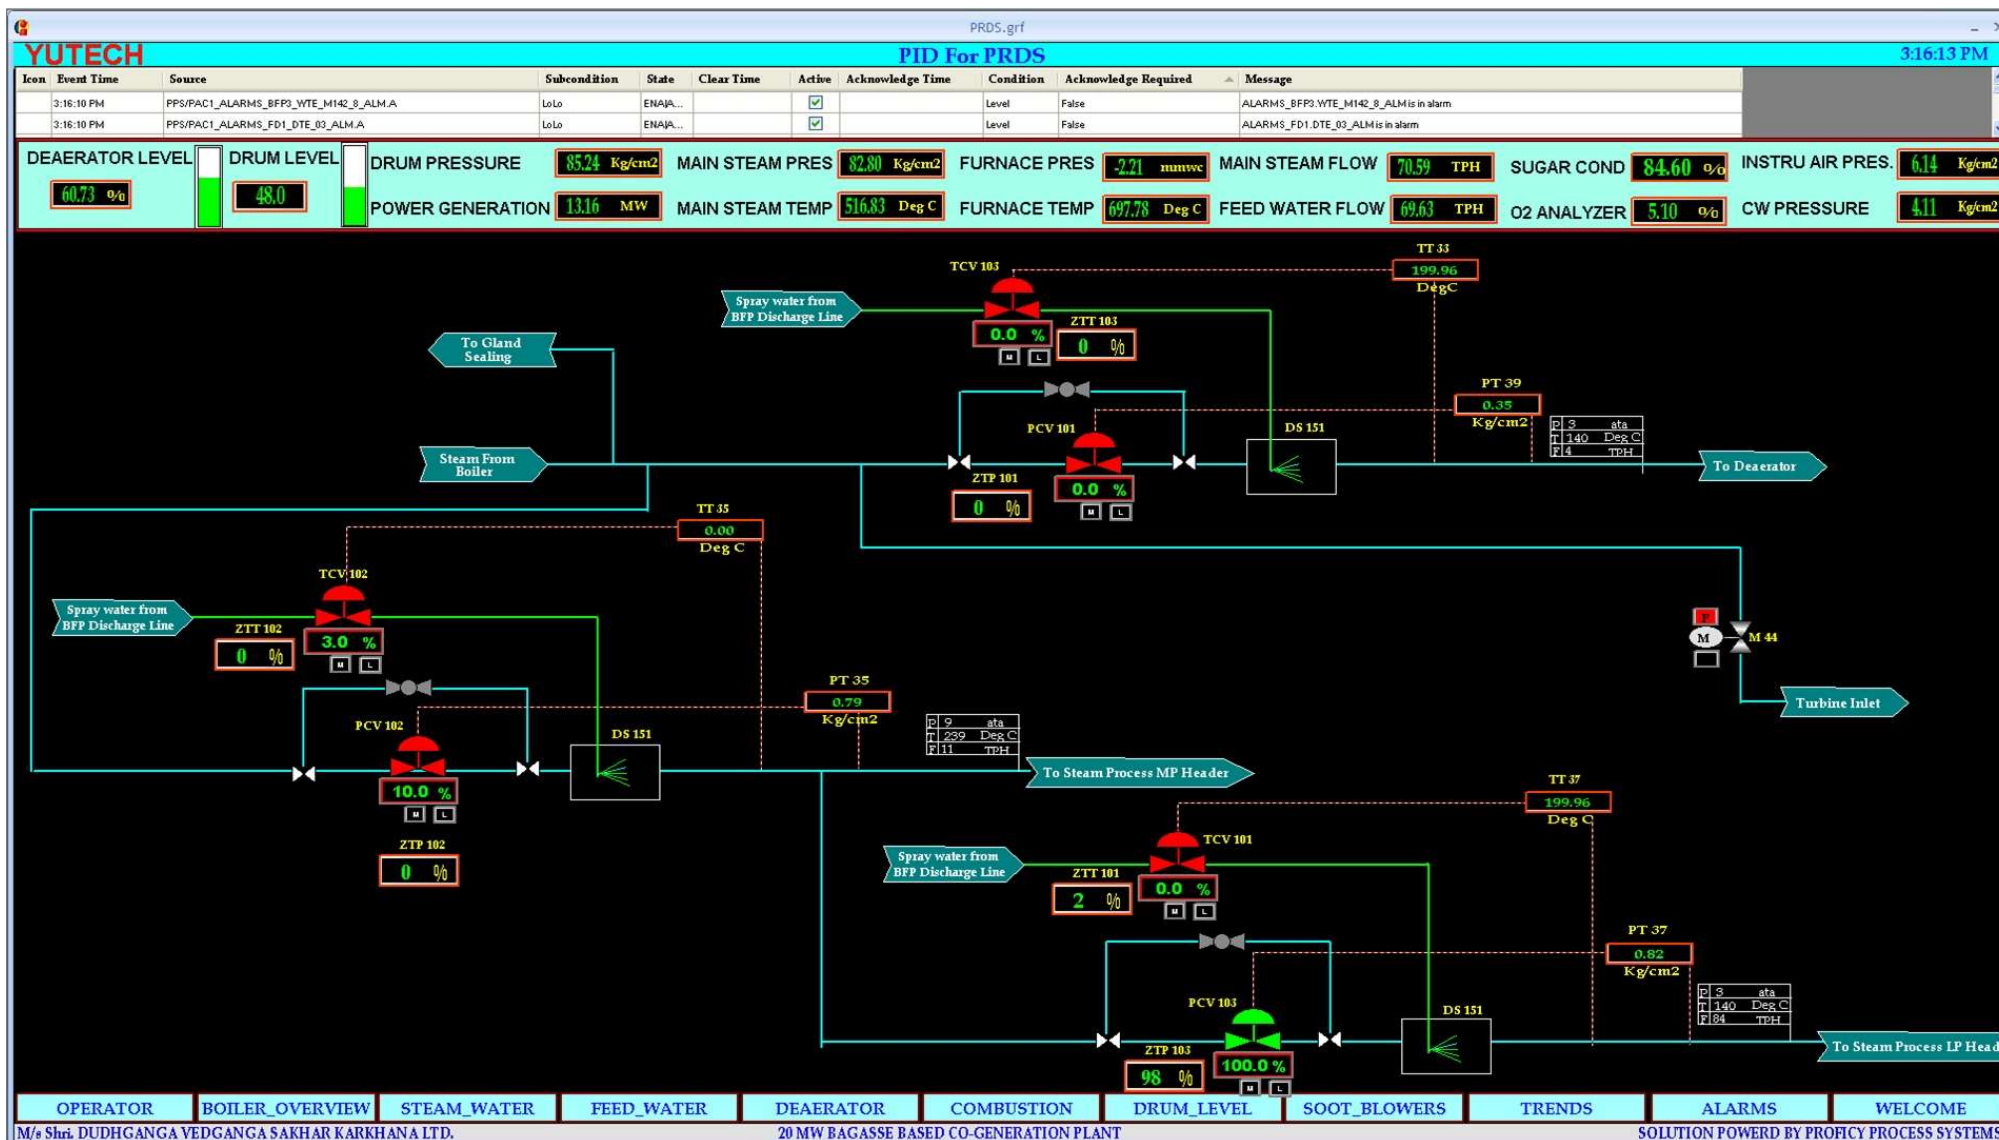 PRDS.grf
YUTECH
PID For PRDS
3:16:13 PM
Icon Event Time Source Subcondition State Clear Time Active Acknowledge Time Condition Acknowledge Required Message
3:16:10 PM PPS/PAC1_ALARMS_BFP3_WTE_M142_8_ALM.A LoLo ENA|A... Level False ALARMS_BFP3.WTE_M142_8_ALM is in alarm
3:16:10 PM PPS/PAC1_ALARMS_FD1_DTE_03_ALM.A LoLo ENA|A... Level False ALARMS_FD1.DTE_03_ALM is in alarm
DEAERATOR LEVEL
60.73 %
DRUM LEVEL
48.0
DRUM PRESSURE 85.24 Kg/cm2
MAIN STEAM PRES 82.80 Kg/cm2
FURNACE PRES -2.21 mmwc
MAIN STEAM FLOW 70.59 TPH
SUGAR COND 84.60 %
INSTRU AIR PRES. 6.14 Kg/cm2
POWER GENERATION 13.16 MW
MAIN STEAM TEMP 516.83 Deg C
FURNACE TEMP 697.78 Deg C
FEED WATER FLOW 69.63 TPH
O2 ANALYZER 5.10 %
CW PRESSURE 4.11 Kg/cm2
TT 33
199.96
DegC
TCV 103
Spray water from
BFP Discharge Line
0.0 %
M L
ZTT 103
0 %
To Gland
Sealing
PT 39
0.35
Kg/cm2
PCV 101
DS 151
P 3 ata
T 140 Deg C
F 4 TPH
Steam From
Boiler
To Deaerator
ZTP 101
0 %
0.0 %
M L
TT 35
0.00
Deg C
TCV 102
Spray water from
BFP Discharge Line
ZTT 102
0 %
3.0 %
M L
P
M
M 44
Turbine Inlet
PT 35
0.79
Kg/cm2
PCV 102
DS 151
P 9 ata
T 239 Deg C
F 11 TPH
To Steam Process MP Header
10.0 %
M L
ZTP 102
0 %
TT 37
199.96
Deg C
TCV 101
Spray water from
BFP Discharge Line
ZTT 101
2 %
0.0 %
M L
PT 37
0.82
Kg/cm2
PCV 103
DS 151
P 3 ata
T 140 Deg C
F 84 TPH
To Steam Process LP Head
ZTP 103
98 %
100.0 %
M L
OPERATOR BOILER_OVERVIEW STEAM_WATER FEED_WATER DEAERATOR COMBUSTION DRUM_LEVEL SOOT_BLOWERS TRENDS ALARMS WELCOME
M/s Shri. DUDHGANGA VEDGANGA SAKHAR KARKHANA LTD. 20 MW BAGASSE BASED CO-GENERATION PLANT SOLUTION POWERD BY PROFICY PROCESS SYSTEMS